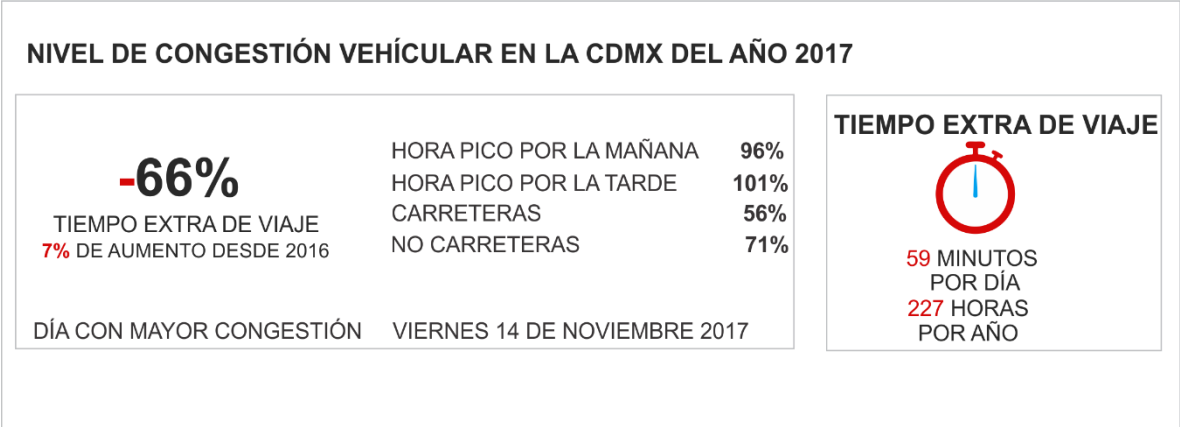 NIVEL DE CONGESTIÓN VEHÍCULAR EN LA CDMX DEL AÑO 2017
-66%
TIEMPO EXTRA DE VIAJE
7% DE AUMENTO DESDE 2016
HORA PICO POR LA MAÑANA 96%
HORA PICO POR LA TARDE 101%
CARRETERAS 56%
NO CARRETERAS 71%
DÍA CON MAYOR CONGESTIÓN VIERNES 14 DE NOVIEMBRE 2017
TIEMPO EXTRA DE VIAJE
59 MINUTOS
POR DÍA
227 HORAS
POR AÑO